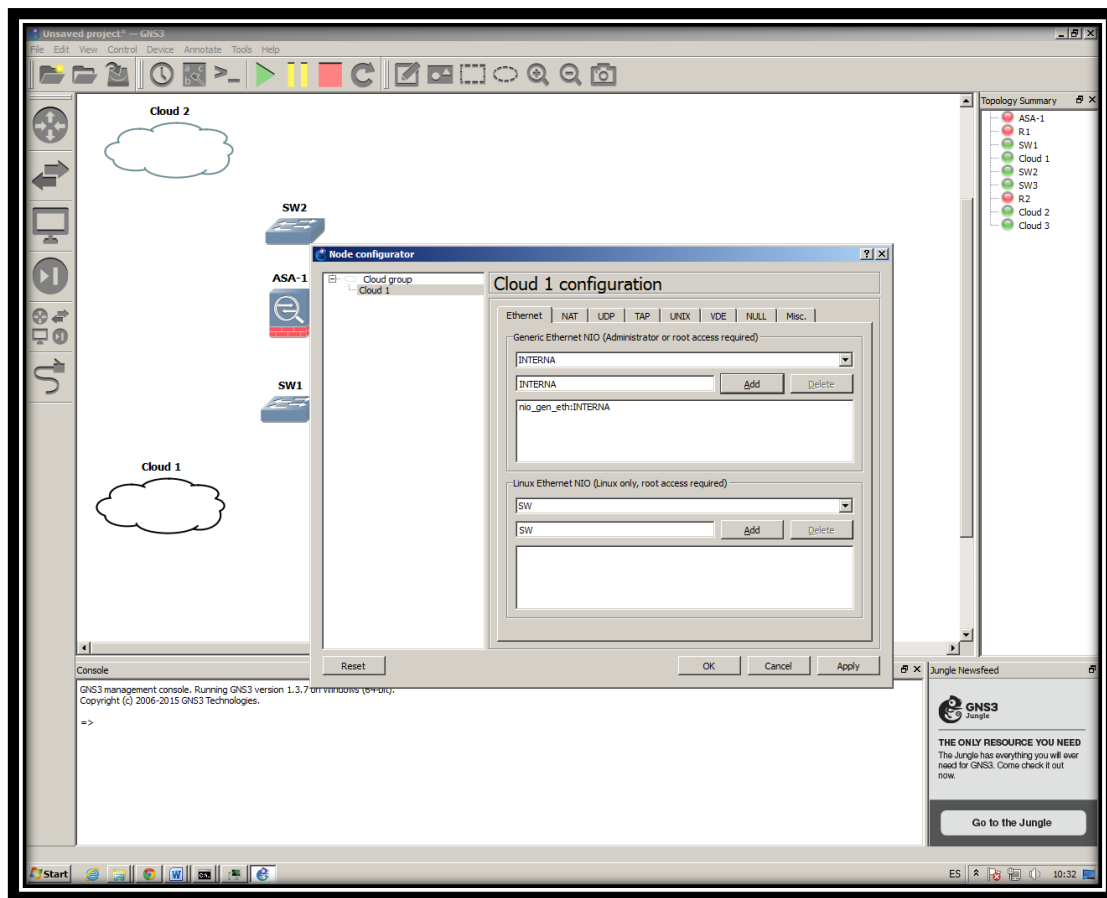 Unsaved project* — GNS3
File Edit View Control Device Annotate Tools Help
Cloud 2
SW2
ASA-1
SW1
Cloud 1
Topology Summary
ASA-1
R1
SW1
Cloud 1
SW2
SW3
R2
Cloud 2
Cloud 3
Node configurator
Cloud group
Cloud 1
Cloud 1 configuration
Ethernet NAT UDP TAP UNIX VDE NULL Misc.
Generic Ethernet NIO (Administrator or root access required)
INTERNA
INTERNA Add Delete
nio_gen_eth:INTERNA
Linux Ethernet NIO (Linux only, root access required)
SW
SW Add Delete
Reset OK Cancel Apply
Console
GNS3 management console. Running GNS3 version 1.3.7 on Windows (64-bit).
Copyright (c) 2006-2015 GNS3 Technologies.
=>
Jungle Newsfeed
GNS3
Jungle
THE ONLY RESOURCE YOU NEED
The Jungle has everything you will ever
need for GNS3. Come check it out
now.
Go to the Jungle
Start
ES 10:32